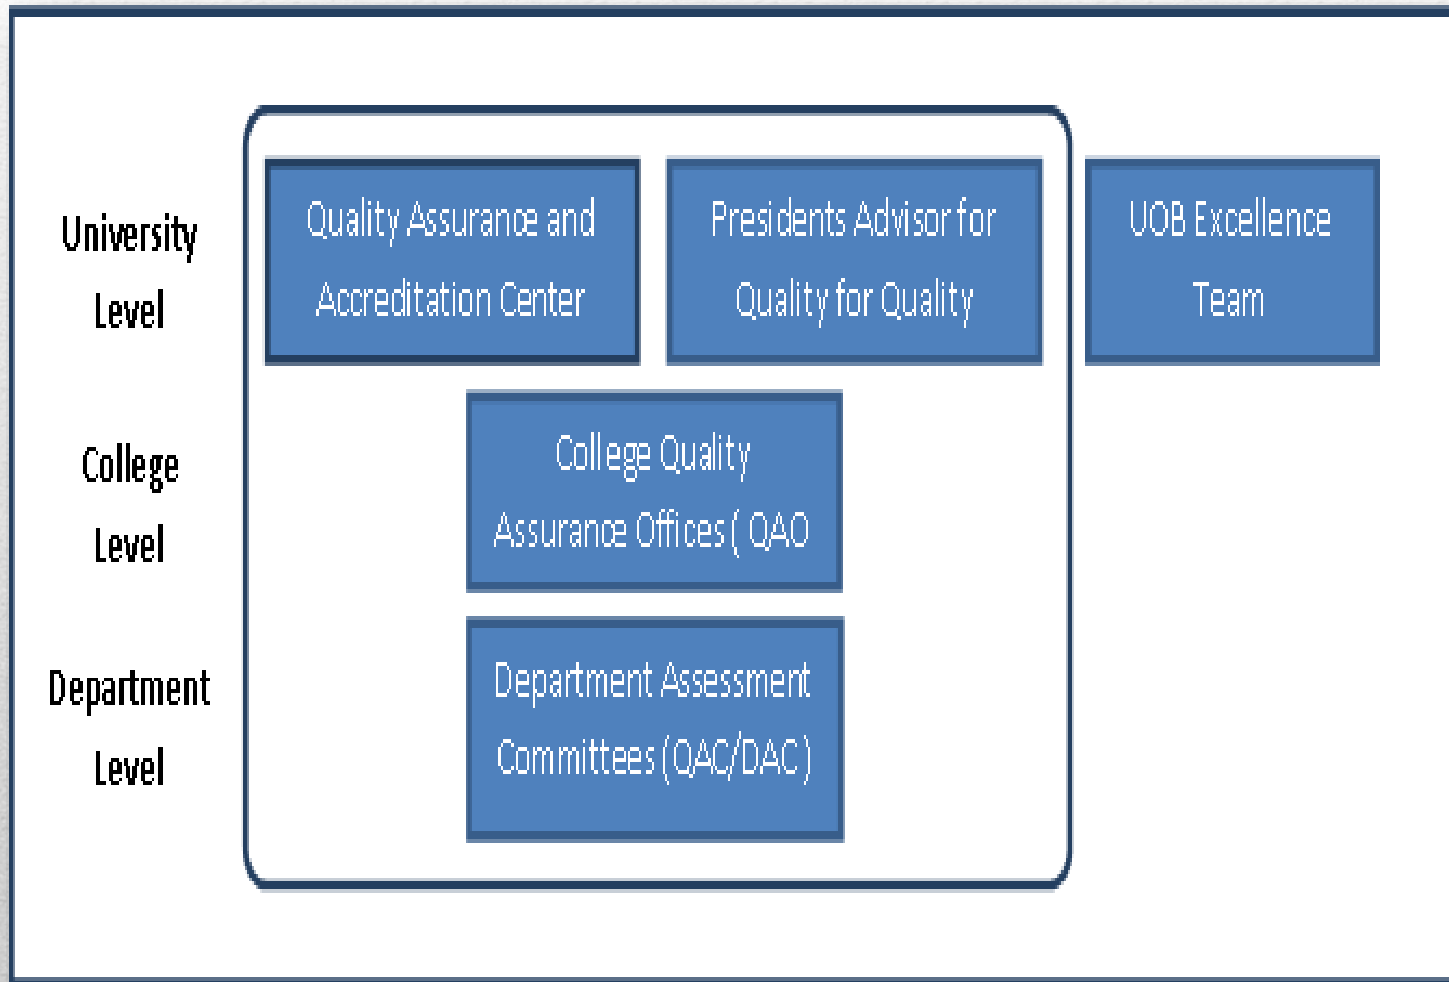 University
Level
Quality Assurance and
Accreditation Center
Presidents Advisor for
Quality for Quality
UOB Excellence
Team
College
Level
College Quality
Assurance Offices ( QAO
Department
Level
Department Assessment
Committees (QAC/DAC)